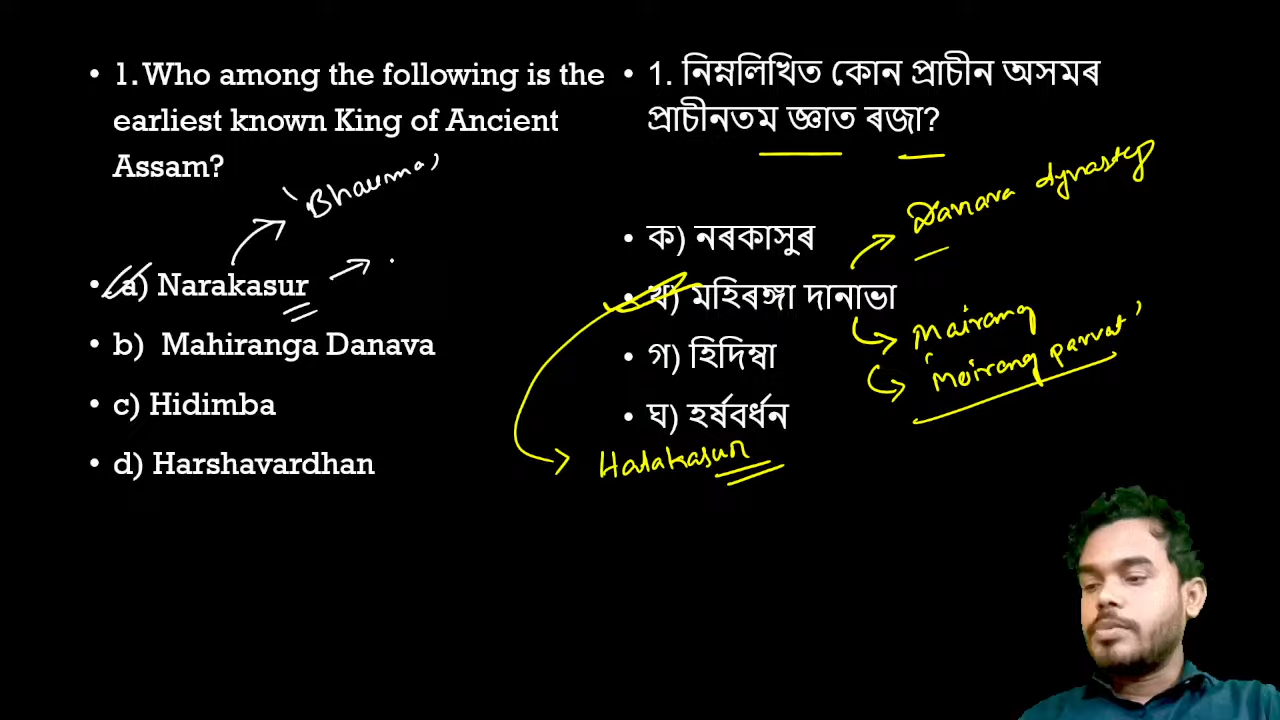 • 1. Who among the following is the
earliest known King of Ancient
Assam?
'Bhauma'
• a) Narakasur
• b) Mahiranga Danava
• c) Hidimba
• d) Harshavardhan
• 1. নিম্নলিখিত কোন প্ৰাচীন অসমৰ
প্ৰাচীনতম জ্ঞাত ৰজা?
Danava dynasty
• ক) নৰকাসুৰ
• খ) মহিৰঙ্গা দানাভা
Mairang
'Moirang parvat'
• গ) হিদিম্বা
• ঘ) হৰ্ষবৰ্ধন
Hatakasur